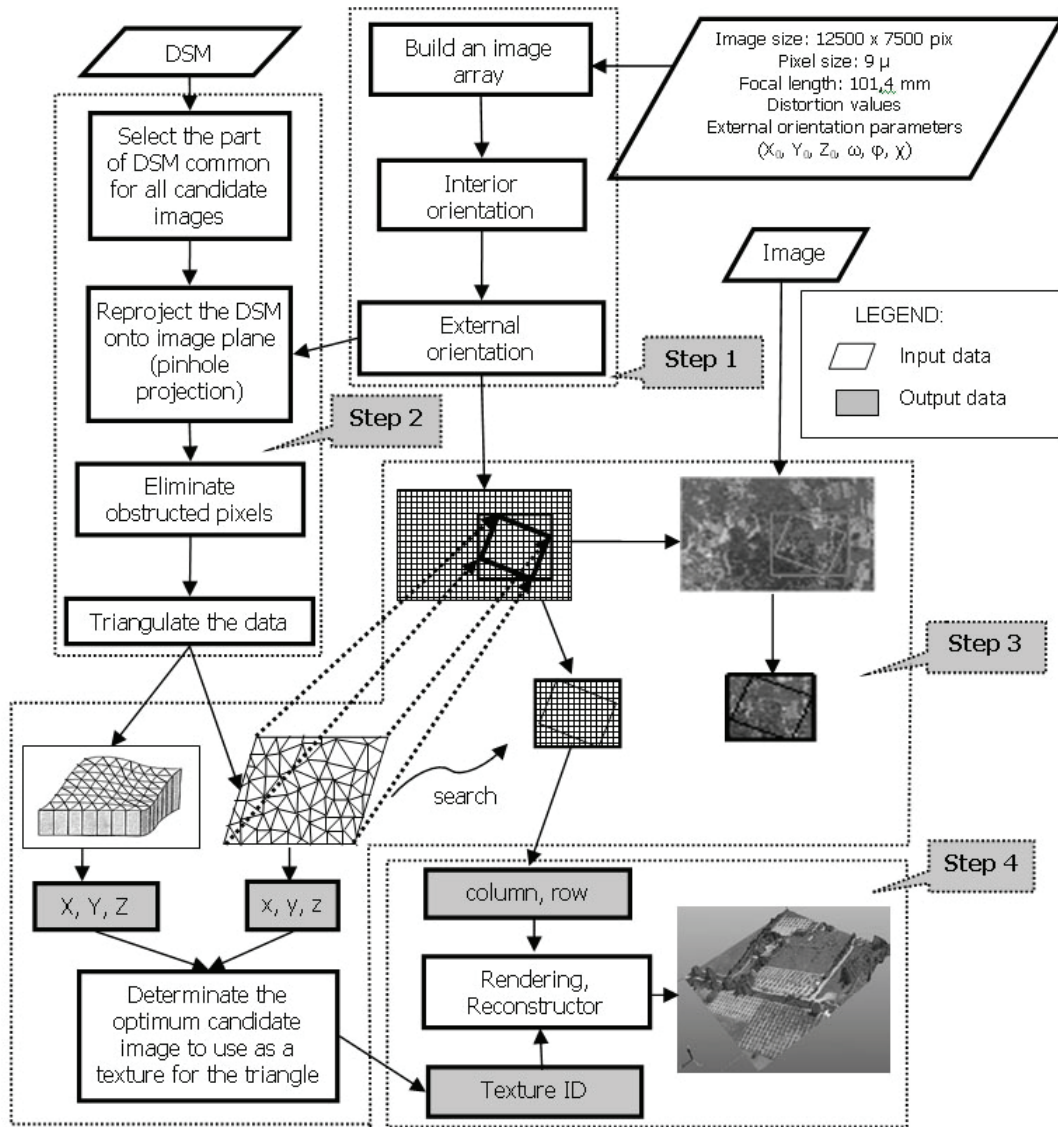 DSM
Build an image
array
Image size: 12500 x 7500 pix
Pixel size: 9 μ
Focal length: 101,4 mm
Distortion values
External orientation parameters
(X₀, Y₀, Z₀, ω, φ, χ)
Select the part
of DSM common
for all candidate
images
Interior
orientation
Image
Reproject the DSM
onto image plane
(pinhole
projection)
External
orientation
Step 1
LEGEND:
Input data
Output data
Step 2
Eliminate
obstructed pixels
Triangulate the data
Step 3
search
Step 4
X, Y, Z
x, y, z
column, row
Rendering,
Reconstructor
Determinate the
optimum candidate
image to use as a
texture for the triangle
Texture ID